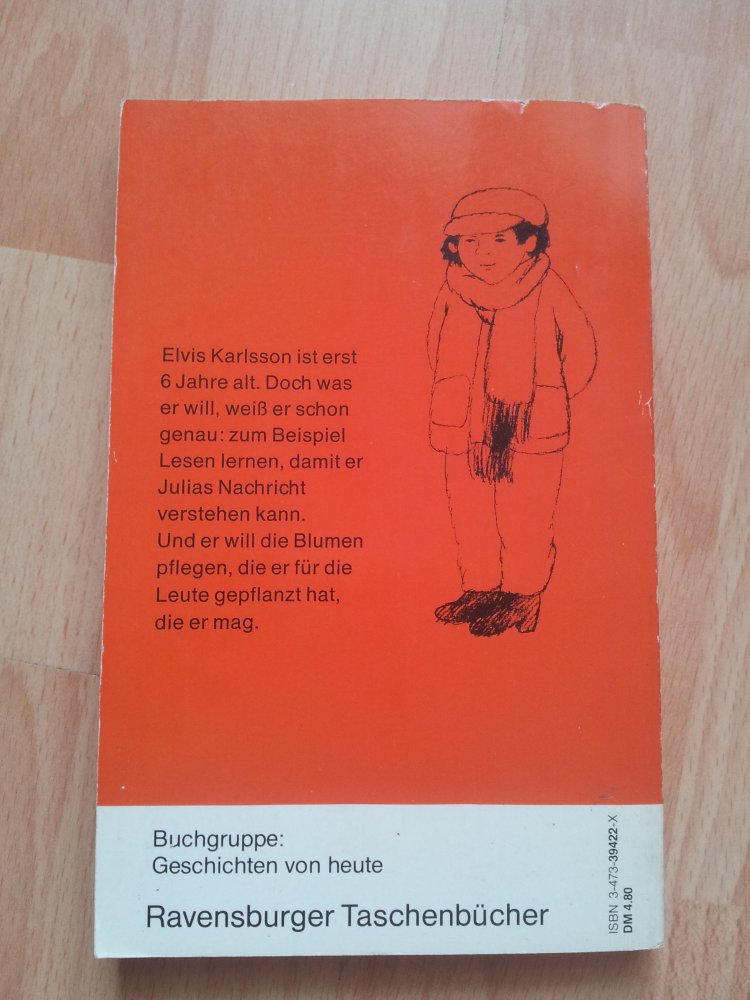 Elvis Karlsson ist erst
6 Jahre alt. Doch was
er will, weiß er schon
genau: zum Beispiel
Lesen lernen, damit er
Julias Nachricht
verstehen kann.
Und er will die Blumen
pflegen, die er für die
Leute gepflanzt hat,
die er mag.
Buchgruppe:
Geschichten von heute
Ravensburger Taschenbücher
ISBN 3-473-39422-X
DM 4.80